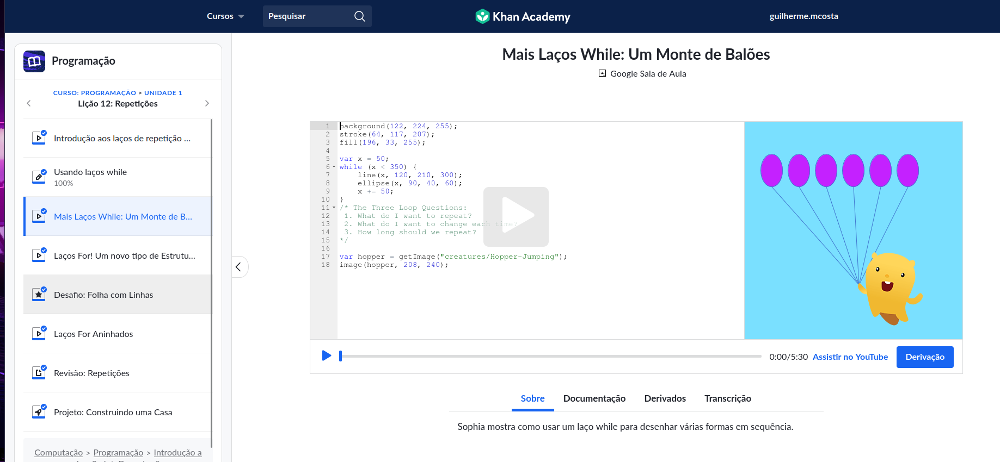 Cursos
Pesquisar
Khan Academy
guilherme.mcosta
Programação
CURSO: PROGRAMAÇÃO > UNIDADE 1
Lição 12: Repetições
Introdução aos laços de repetição ...
Usando laços while
100%
Mais Laços While: Um Monte de B...
Laços For! Um novo tipo de Estrutu...
Desafio: Folha com Linhas
Laços For Aninhados
Revisão: Repetições
Projeto: Construindo uma Casa
Computação > Programação > Introdução a
Mais Laços While: Um Monte de Balões
Google Sala de Aula
1 background(122, 224, 255);
2 stroke(64, 117, 207);
3 fill(196, 33, 255);
4
5 var x = 50;
6 while (x < 350) {
7 line(x, 120, 210, 300);
8 ellipse(x, 90, 40, 60);
9 x += 50;
10 }
11 /* The Three Loop Questions:
12 1. What do I want to repeat?
13 2. What do I want to change each time?
14 3. How long should we repeat?
15 */
16
17 var hopper = getImage("creatures/Hopper-Jumping");
18 image(hopper, 208, 240);
0:00/5:30 Assistir no YouTube Derivação
Sobre Documentação Derivados Transcrição
Sophia mostra como usar um laço while para desenhar várias formas em sequência.